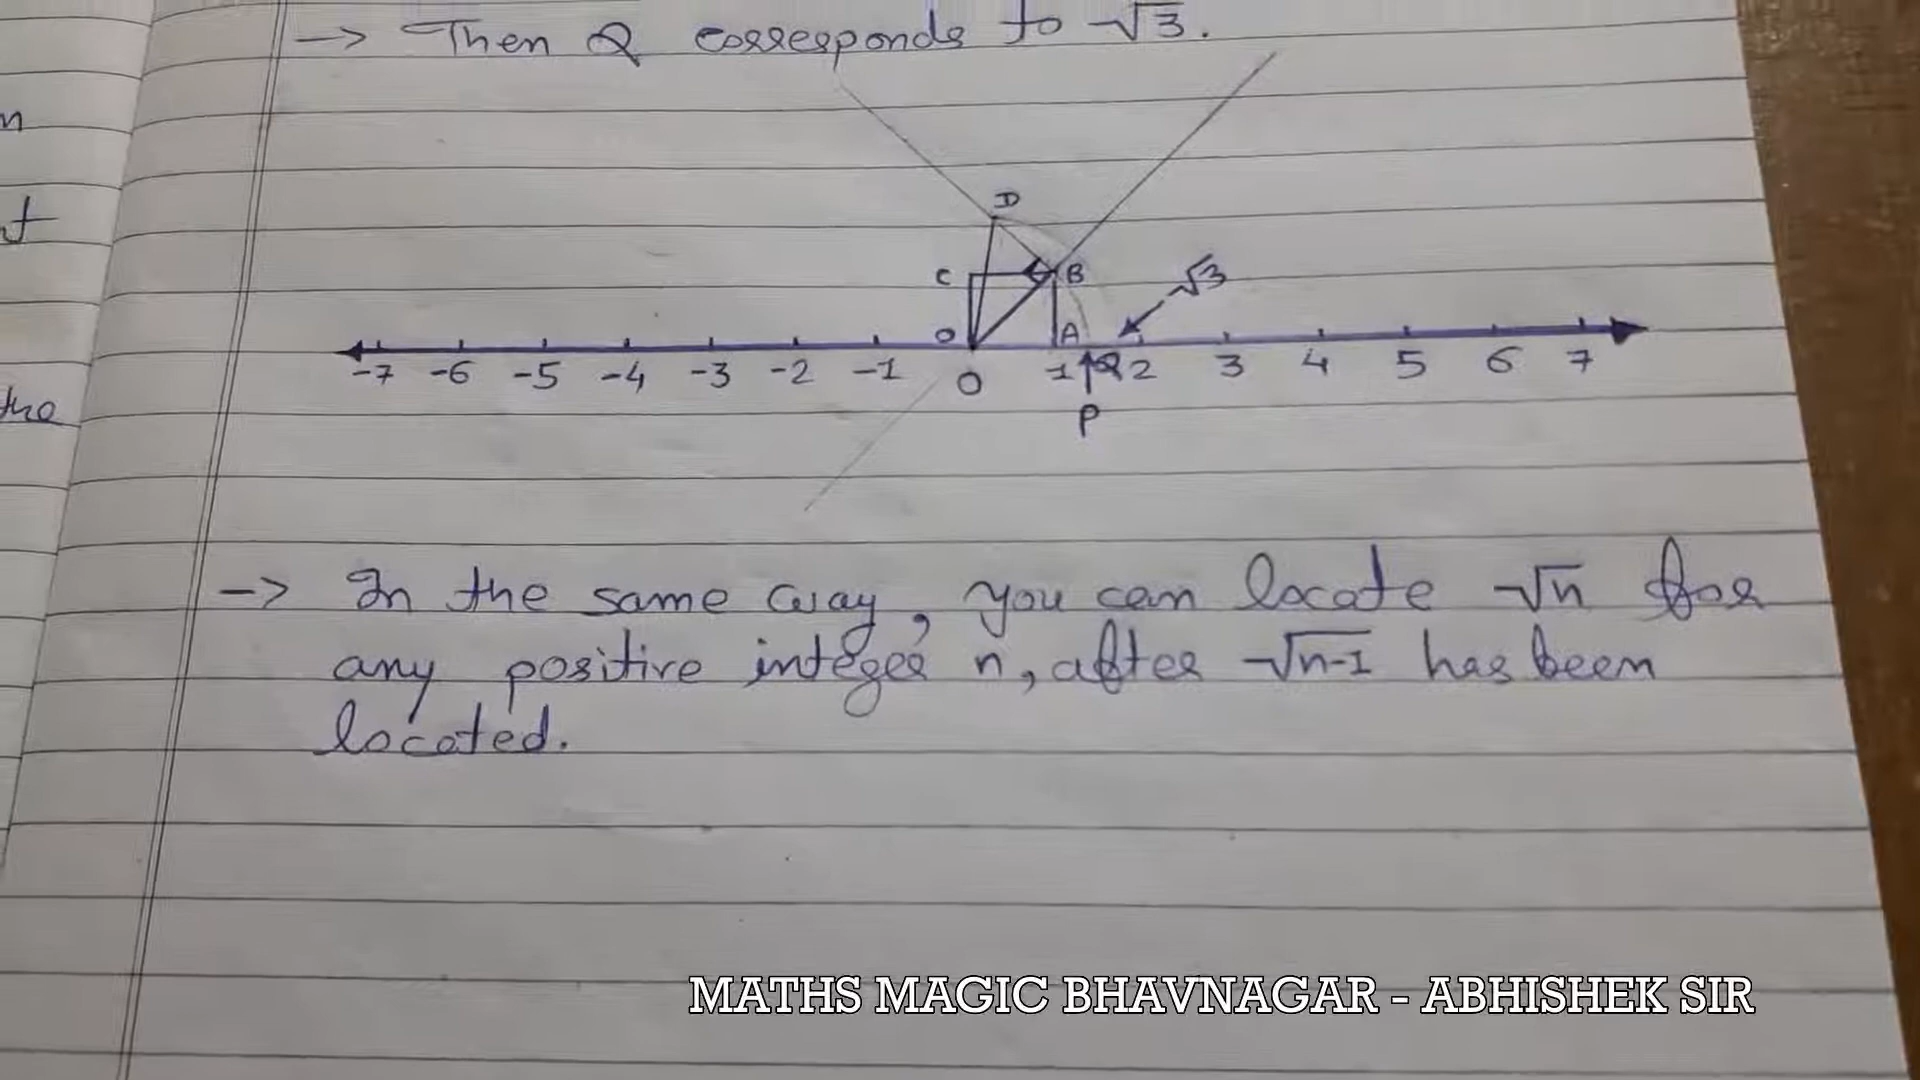 → Then Q corresponds to √3.
n
t
the
D
C
B
√3
O
A
-7 -6 -5 -4 -3 -2 -1 0 1 Q 2 3 4 5 6 7
P
→ In the same way, you can locate √n for
any positive integer n, after √n-1 has been
located.
MATHS MAGIC BHAVNAGAR - ABHISHEK SIR